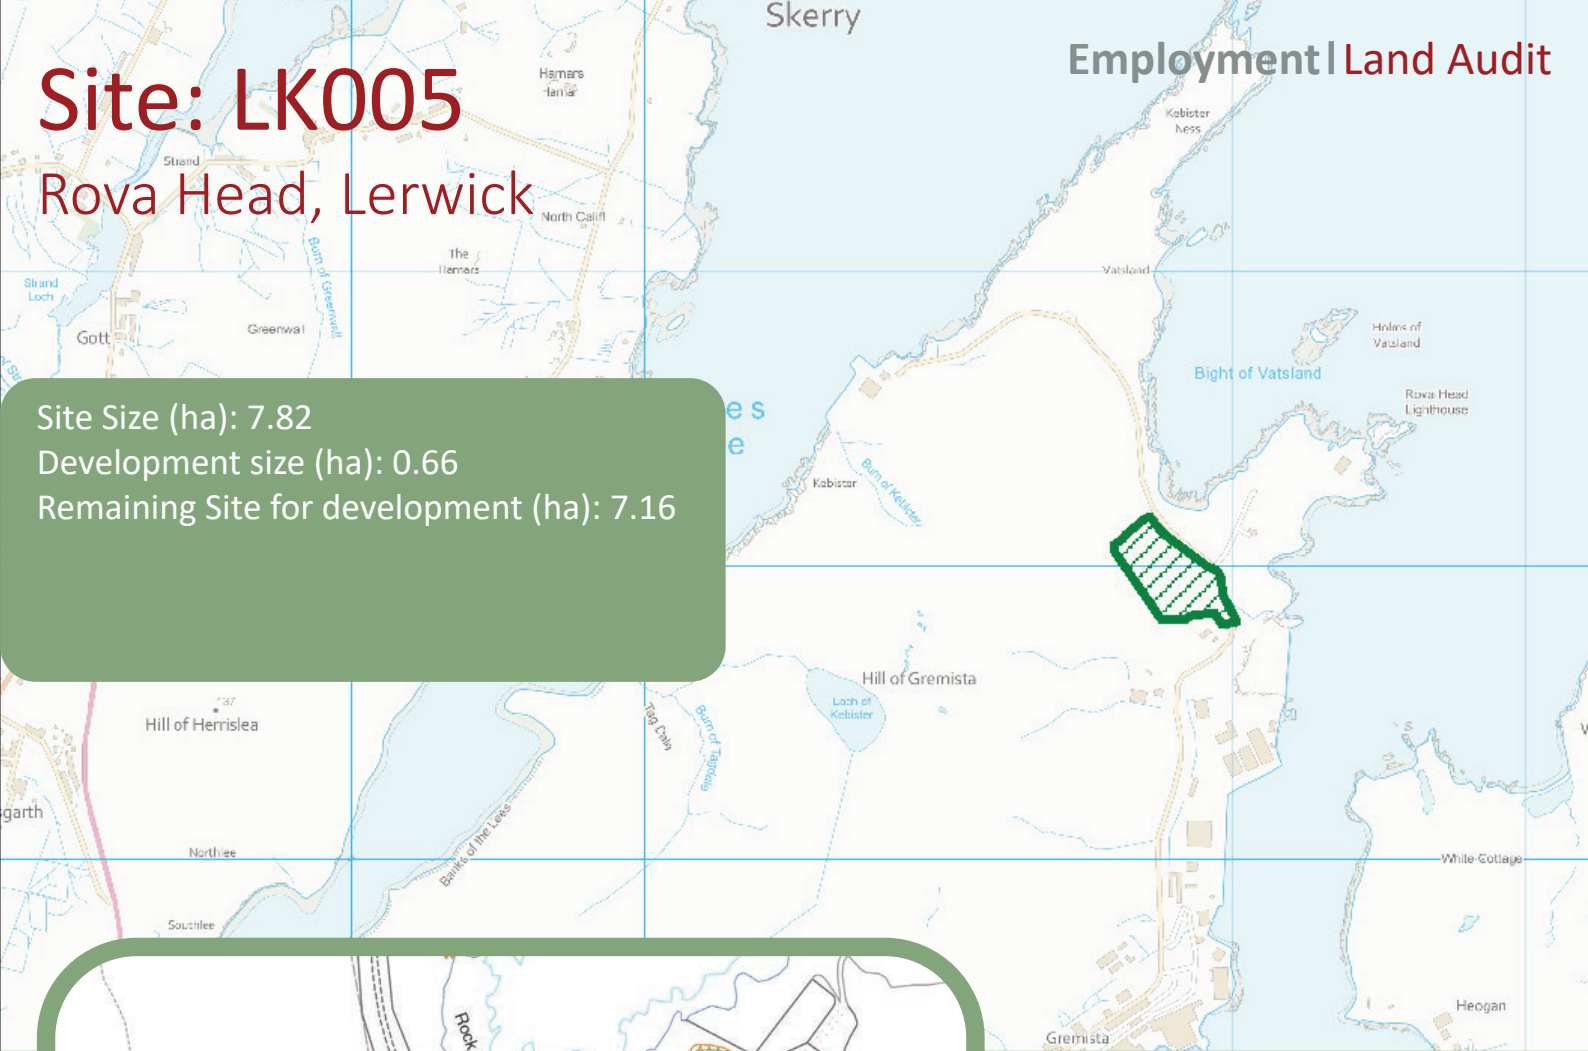 Skerry
Employment| Land Audit
Site: LK005
Rova Head, Lerwick
Hamars
Hamar
Kebister
Ness
Strand
North Califf
The
Hamars
Burn of Greenwall
Vatsland
Strand
Loch
Gott
Greenwal
Holms of
Vatsland
Bight of Vatsland
Rova Head
Lighthouse
Site Size (ha): 7.82
Development size (ha): 0.66
Remaining Site for development (ha): 7.16
e s
e
Kebister
Burn of Kebister
Hill of Gremista
Loch of
Kebister
Hill of Herrislea
Tag Dale
Burn of Tagdale
garth
Northlee
Banks of the Lees
White Cottage
Southlee
Rock
Heogan
Gremista